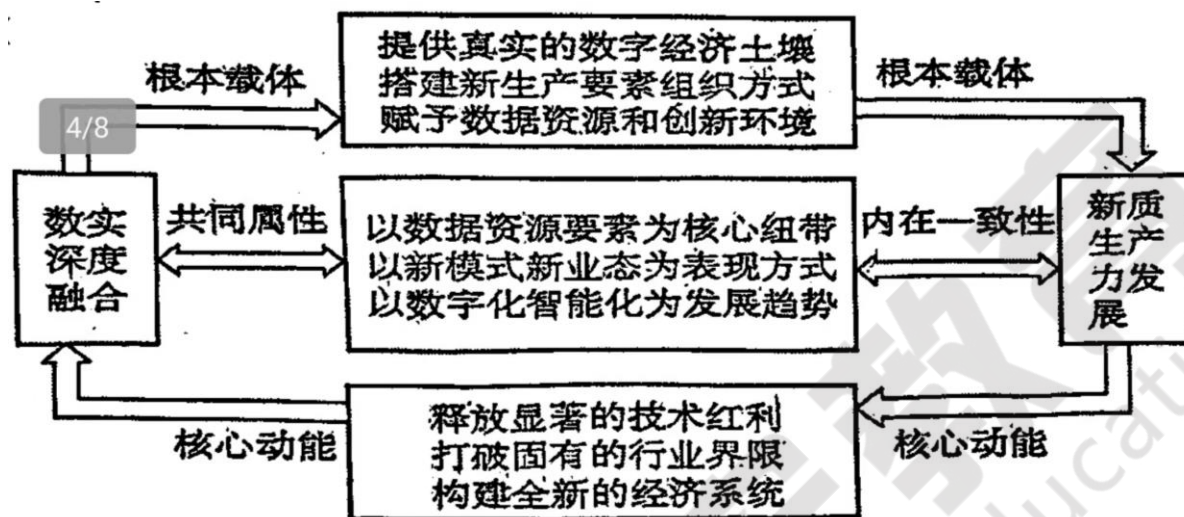 提供真实的数字经济土壤
搭建新生产要素组织方式
赋予数据资源和创新环境
根本载体
根本载体
4/8
数实
深度
融合
共同属性
以数据资源要素为核心纽带
以新模式新业态为表现方式
以数字化智能化为发展趋势
内在一致性
新质
生产
力发
展
释放显著的技术红利
打破固有的行业界限
构建全新的经济系统
核心动能
核心动能